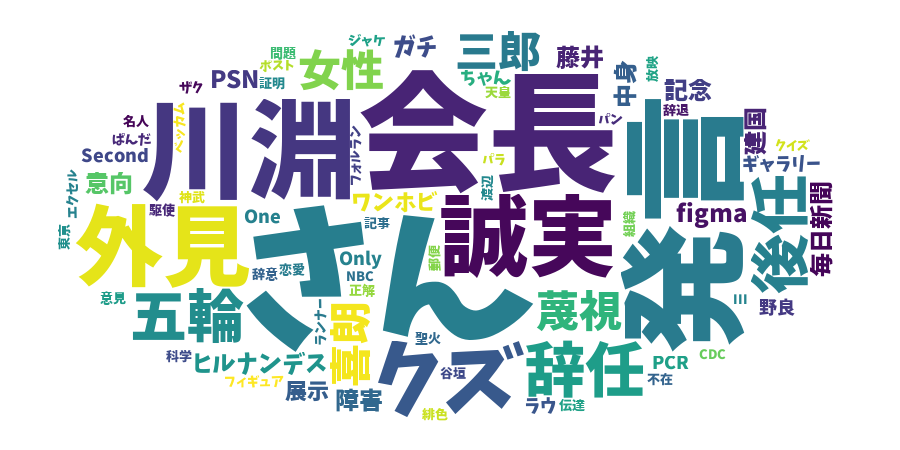 ジャケ
ガチ
三郎
藤井
問題
ポスト
女性
ちゃん
天皇
中身
放映
PSN
証明
ザク
記念
辞退
川淵
会長
発言
建国
名人
ぱんだ
ベッカム
フォルラン
パン
クイズ
Second
ギャラリー
エクセル
意向
神武
駆使
パラ
渡辺
ワンホビ
誠実
figma
後任
毎日新聞
東京
外見
One
さん
記事
組織
Only
NBC
郵便
辞意
恋愛
正解
意見
五輪
ランナー
喜朗
蔑視
III
野良
聖火
科学
ヒルナンデス
クズ
谷垣
辞任
PCR
CDC
不在
フィギュア
展示
障害
緋色
ラウ
伝達